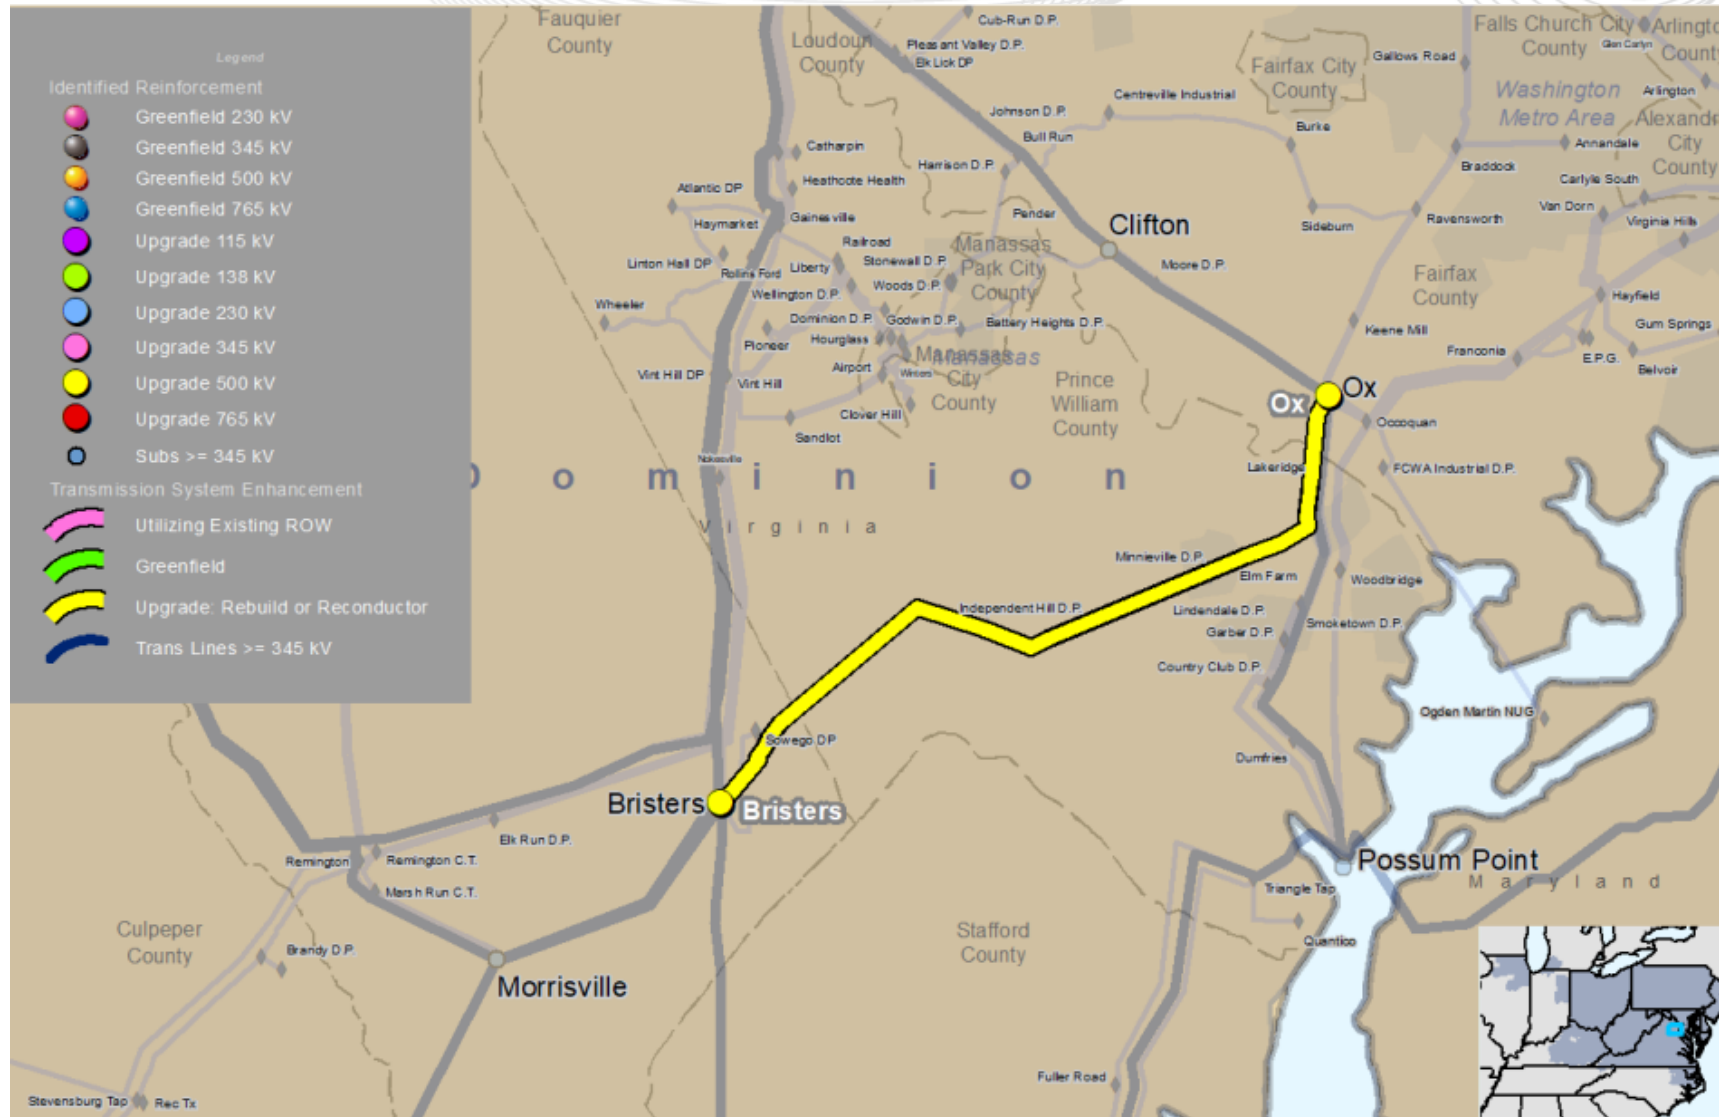 Legend
Identified Reinforcement
Greenfield 230 kV
Greenfield 345 kV
Greenfield 500 kV
Greenfield 765 kV
Upgrade 115 kV
Upgrade 138 kV
Upgrade 230 kV
Upgrade 345 kV
Upgrade 500 kV
Upgrade 765 kV
Subs >= 345 kV
Transmission System Enhancement
Utilizing Existing ROW
Greenfield
Upgrade: Rebuild or Reconductor
Trans Lines >= 345 kV
Fauquier
County
Loudoun
County
Cub-Run D.P.
Pleasant Valley D.P.
Elk Lick DP
Fairfax City
County
Gallows Road
Falls Church City
County
Glen Carlyn
Arlingto
County
Washington
Metro Area
Arlington
Alexandri
City
County
Centreville Industrial
Johnson D.P.
Bull Run
Burke
Annandale
Braddock
Carlyle South
Van Dorn
Virginia Hills
Catharpin
Harrison D.P.
Heathcote Health
Atlantic DP
Haymarket
Gainesville
Pender
Clifton
Sideburn
Ravensworth
Railroad
Manassas
Park City
County
Linton Hall DP
Rollins Ford
Liberty
Stonewall D.P.
Moore D.P.
Woods D.P.
Fairfax
County
Wellington D.P.
Hayfield
Wheeler
Dominion D.P.
Godwin D.P.
Battery Heights D.P.
Keene Mill
Gum Springs
Pioneer
Hourglass
Manassas
City
County
Manassas
Franconia
E.P.G.
Belvoir
Vint Hill DP
Vint Hill
Airport
Winters
Prince
William
County
Ox
Ox
Clover Hill
Sandlot
Occoquan
Nokesville
Lakeridge
FCWA Industrial D.P.
Dominion
Virginia
Minnieville D.P.
Elm Farm
Woodbridge
Independent Hill D.P.
Lindendale D.P.
Smoketown D.P.
Garber D.P.
Country Club D.P.
Ogden Martin NUG
Sowego DP
Dumfries
Bristers
Bristers
Elk Run D.P.
Remington
Remington C.T.
Possum Point
Maryland
Marsh Run C.T.
Triangle Tap
Culpeper
County
Brandy D.P.
Stafford
County
Quantico
Morrisville
Fuller Road
Stevensburg Tap
Rec Tx